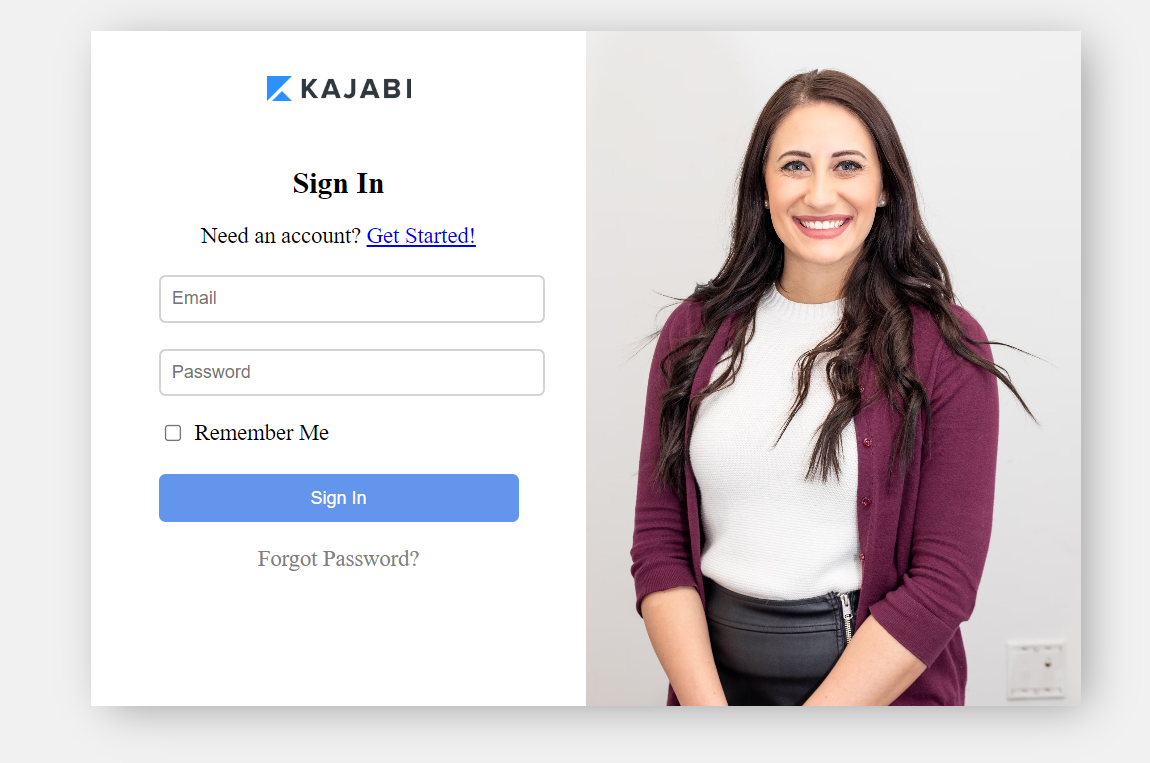 KAJABI
Sign In
Need an account? Get Started!
Email
Password
Remember Me
Sign In
Forgot Password?